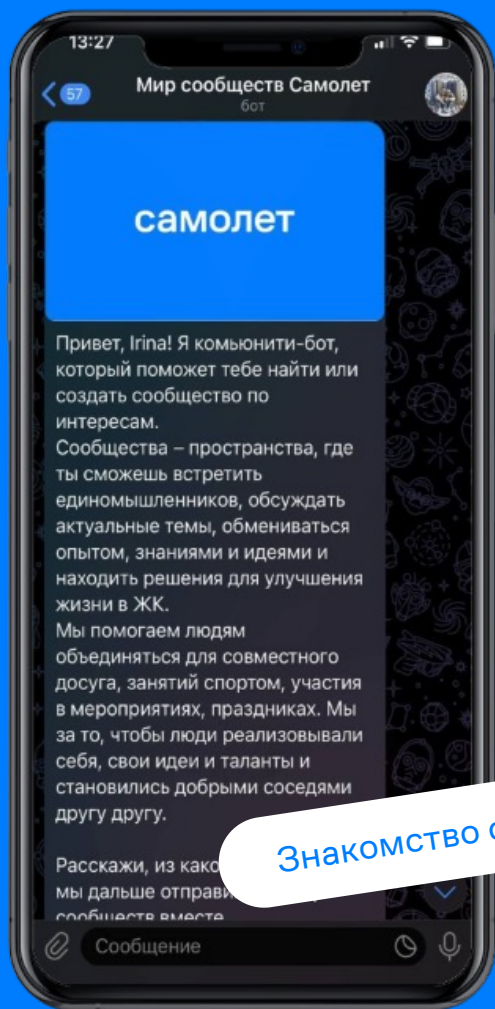 13:27
57
Мир сообществ Самолет
бот
самолет
Привет, Irina! Я комьюнити-бот,
который поможет тебе найти или
создать сообщество по
интересам.
Сообщества – пространства, где
ты сможешь встретить
единомышленников, обсуждать
актуальные темы, обмениваться
опытом, знаниями и идеями и
находить решения для улучшения
жизни в ЖК.
Мы помогаем людям
объединяться для совместного
досуга, занятий спортом, участия
в мероприятиях, праздниках. Мы
за то, чтобы люди реализовывали
себя, свои идеи и таланты и
становились добрыми соседями
другу другу.
Расскажи, из
мы дальше
сообществ вместе
Знакомство
Сообщение